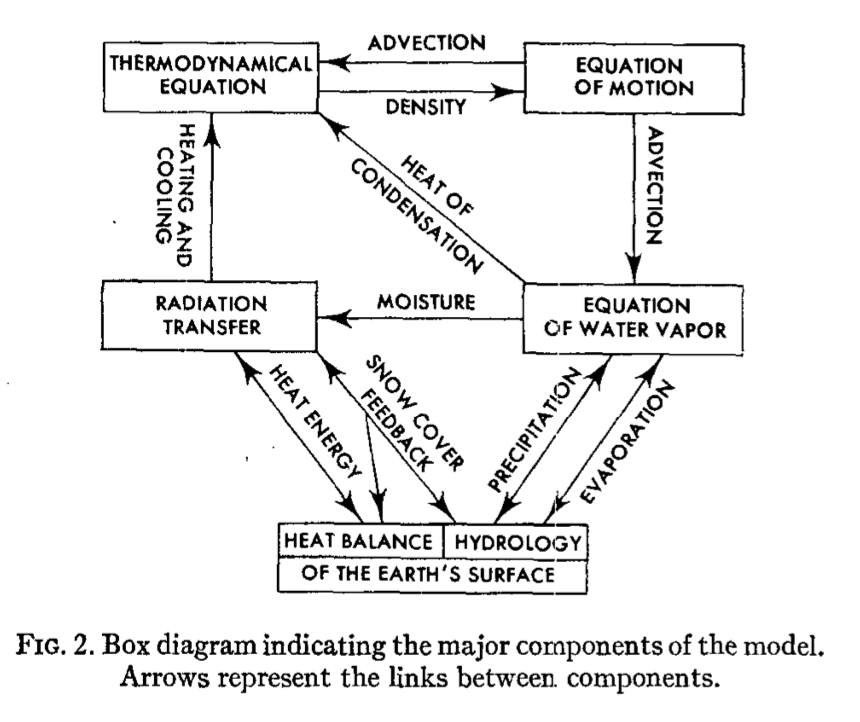 ADVECTION
THERMODYNAMICAL
EQUATION
EQUATION
OF MOTION
DENSITY
HEATING AND
COOLING
HEAT OF
CONDENSATION
ADVECTION
RADIATION
TRANSFER
MOISTURE
EQUATION
OF WATER VAPOR
HEAT ENERGY
SNOW COVER
FEEDBACK
PRECIPITATION
EVAPORATION
HEAT BALANCE
HYDROLOGY
OF THE EARTH'S SURFACE
FIG. 2. Box diagram indicating the major components of the model.
Arrows represent the links between components.